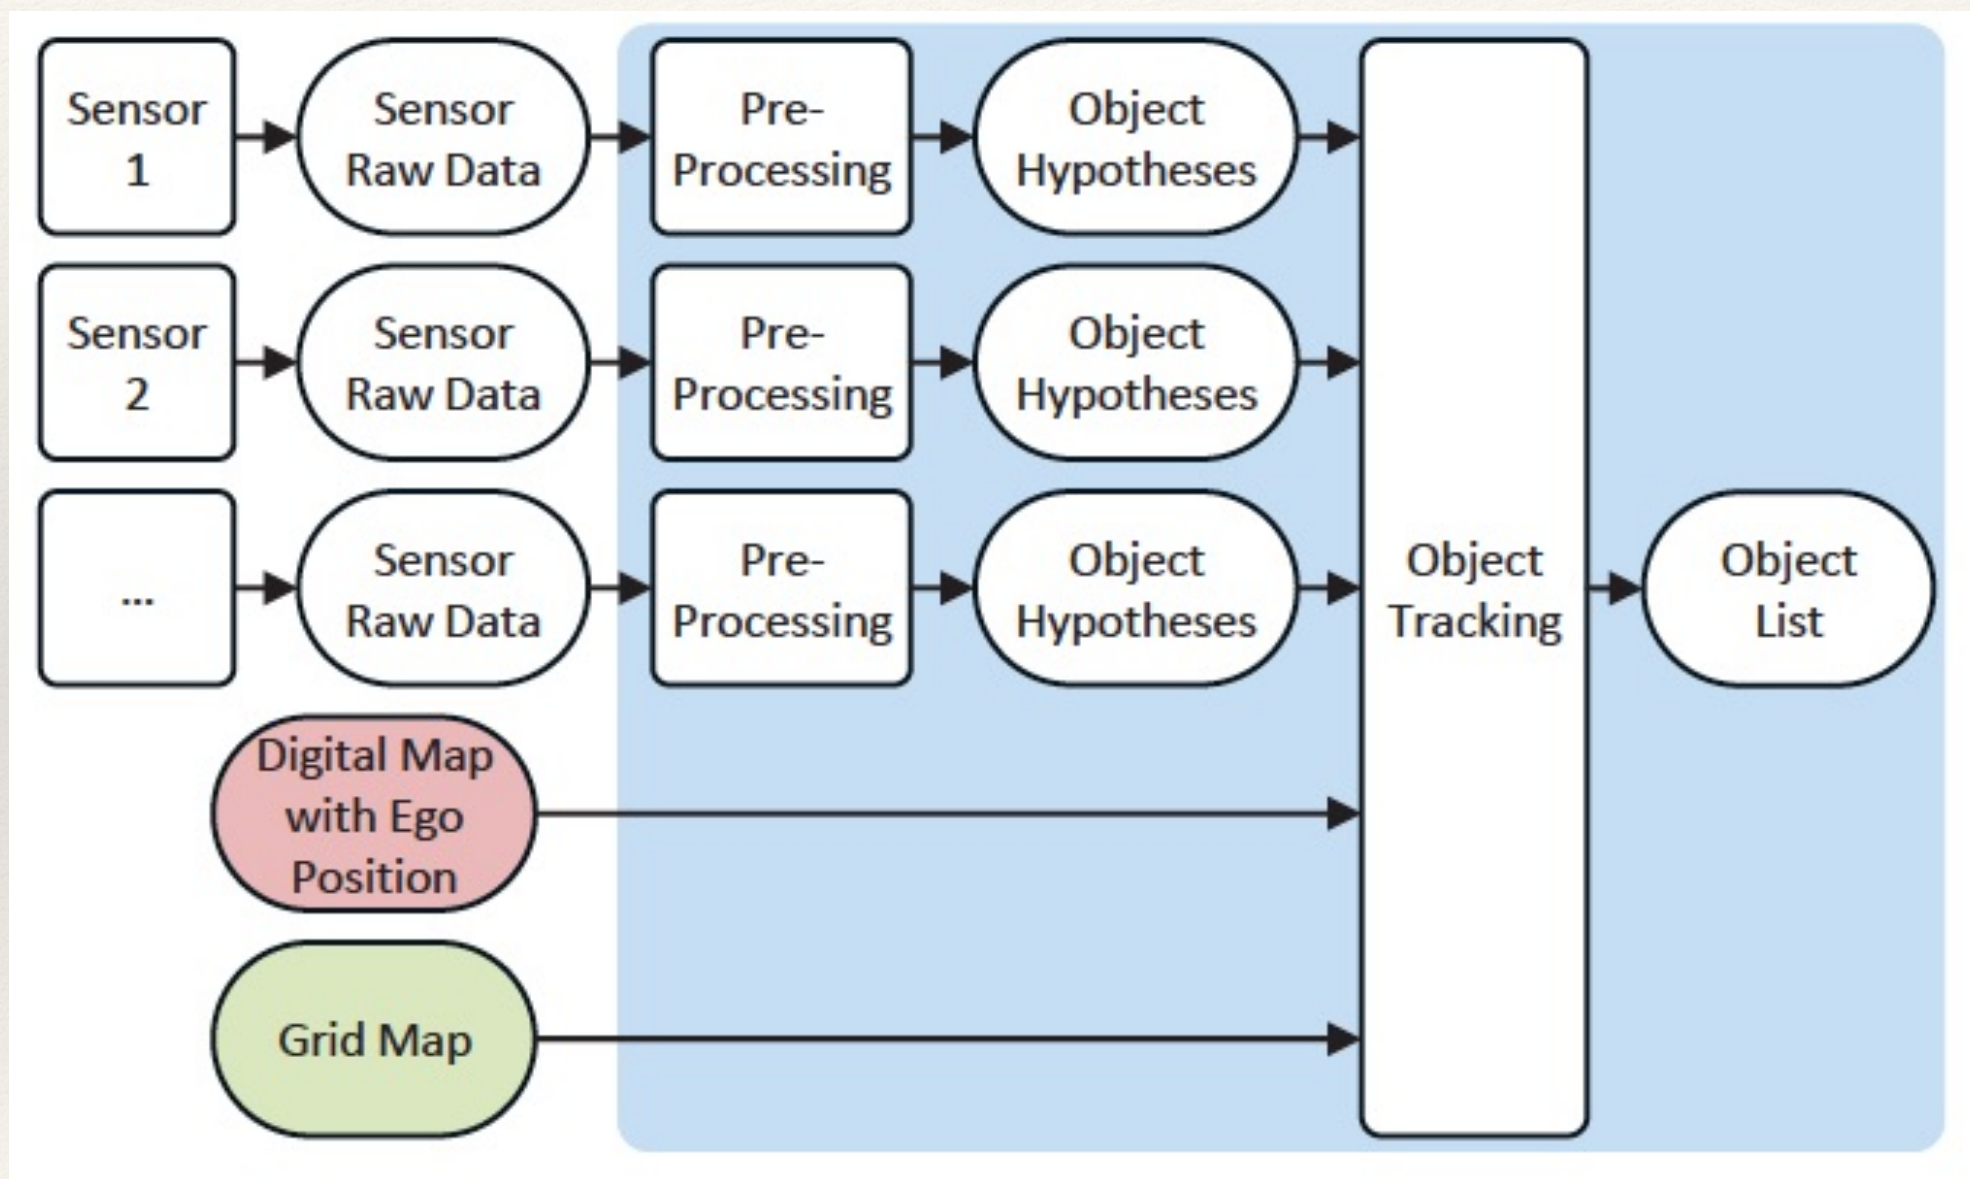 Sensor
1
Sensor
Raw Data
Pre-
Processing
Object
Hypotheses
Sensor
2
Sensor
Raw Data
Pre-
Processing
Object
Hypotheses
...
Sensor
Raw Data
Pre-
Processing
Object
Hypotheses
Object
Tracking
Object
List
Digital Map
with Ego
Position
Grid Map